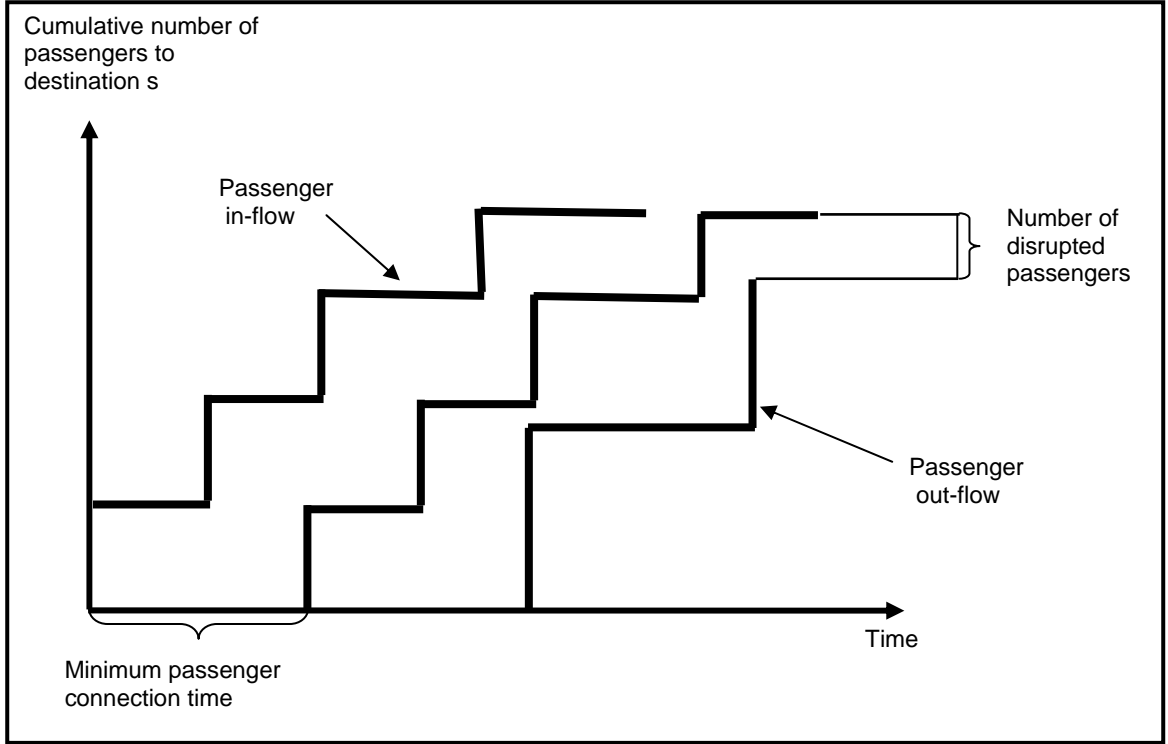 Cumulative number of
passengers to
destination s
Passenger
in-flow
Number of
disrupted
passengers
Passenger
out-flow
Time
Minimum passenger
connection time